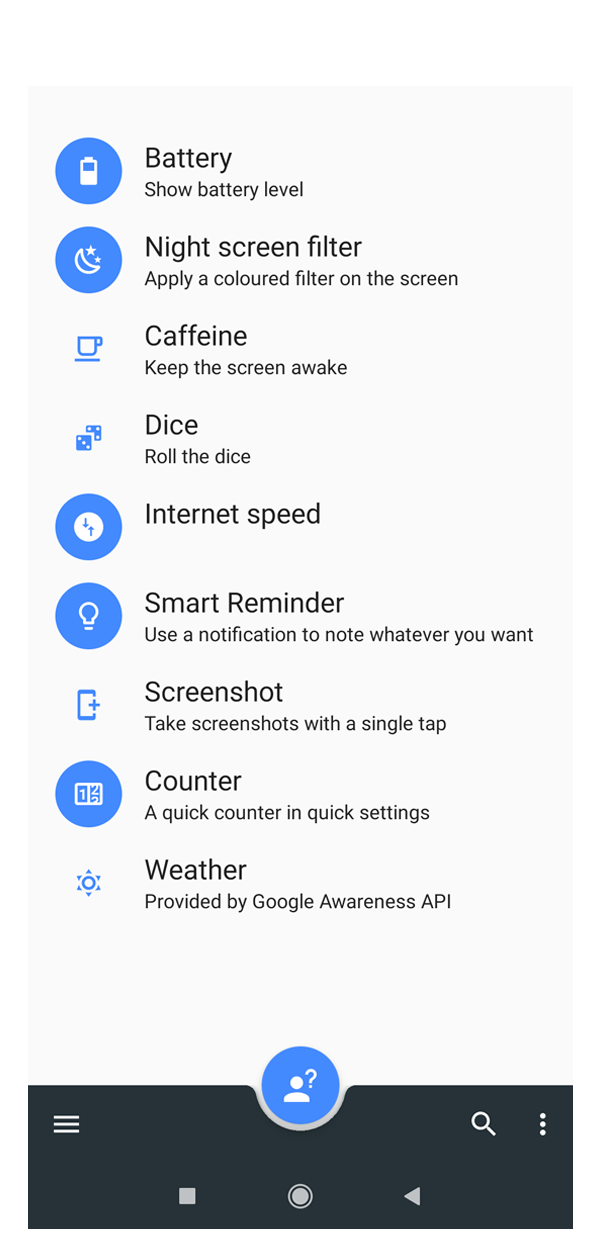 Battery
Show battery level
Night screen filter
Apply a coloured filter on the screen
Caffeine
Keep the screen awake
Dice
Roll the dice
Internet speed
Smart Reminder
Use a notification to note whatever you want
Screenshot
Take screenshots with a single tap
Counter
A quick counter in quick settings
Weather
Provided by Google Awareness API